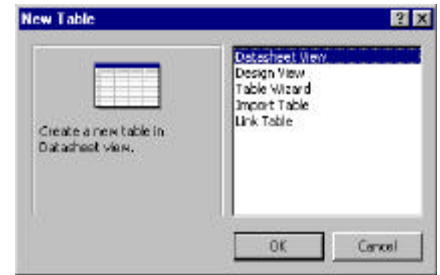 New Table
Create a new table in
Datasheet view.
Datasheet View
Design View
Table Wizard
Import Table
Link Table
OK
Cancel